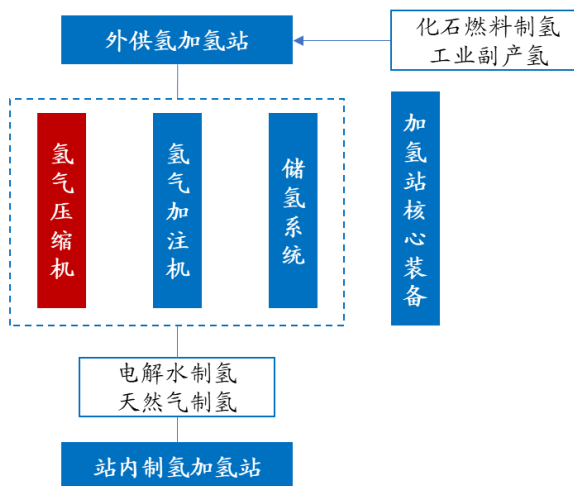 外供氢加氢站
化石燃料制氢
工业副产氢
氢气压缩机
氢气加注机
储氢系统
加氢站核心装备
电解水制氢
天然气制氢
站内制氢加氢站